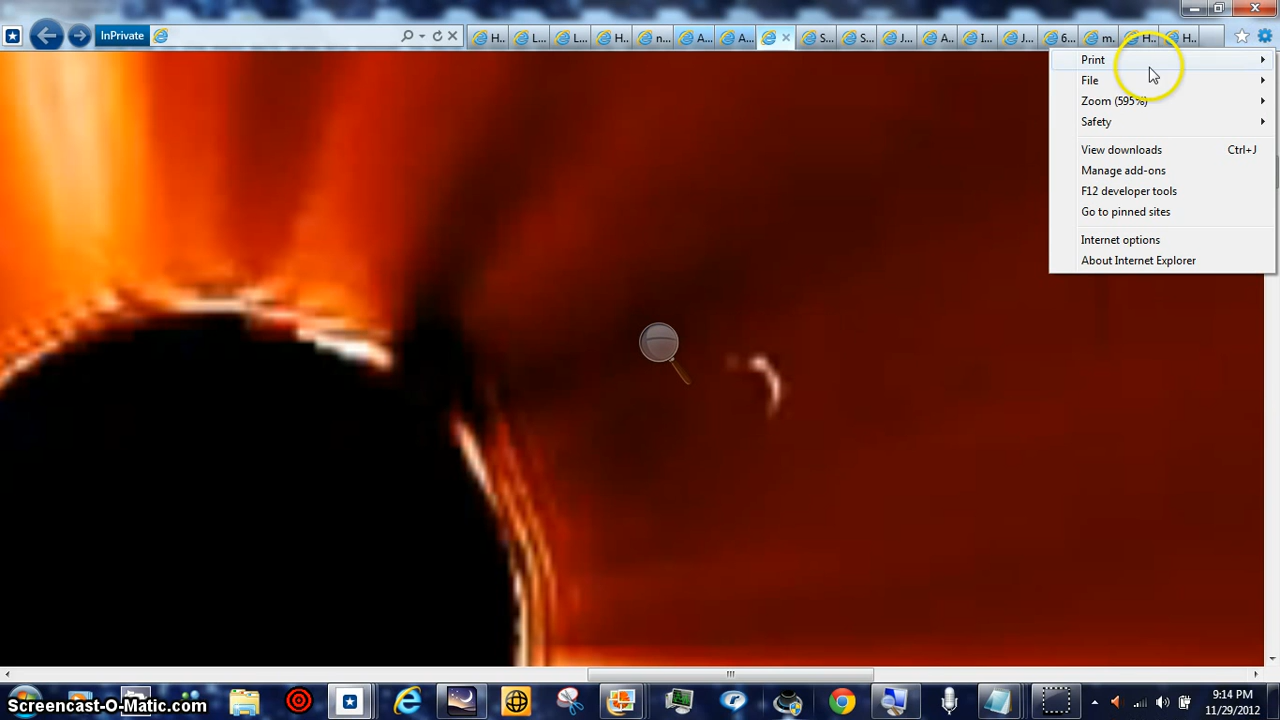 InPrivate
H..
L...
L...
H..
n...
A..
A..
S...
S...
J...
A..
I...
J...
6...
m.
H..
H..
Print
File
Zoom (595%)
Safety
View downloads Ctrl+J
Manage add-ons
F12 developer tools
Go to pinned sites
Internet options
About Internet Explorer
Screencast-O-Matic.com
9:14 PM
11/29/2012